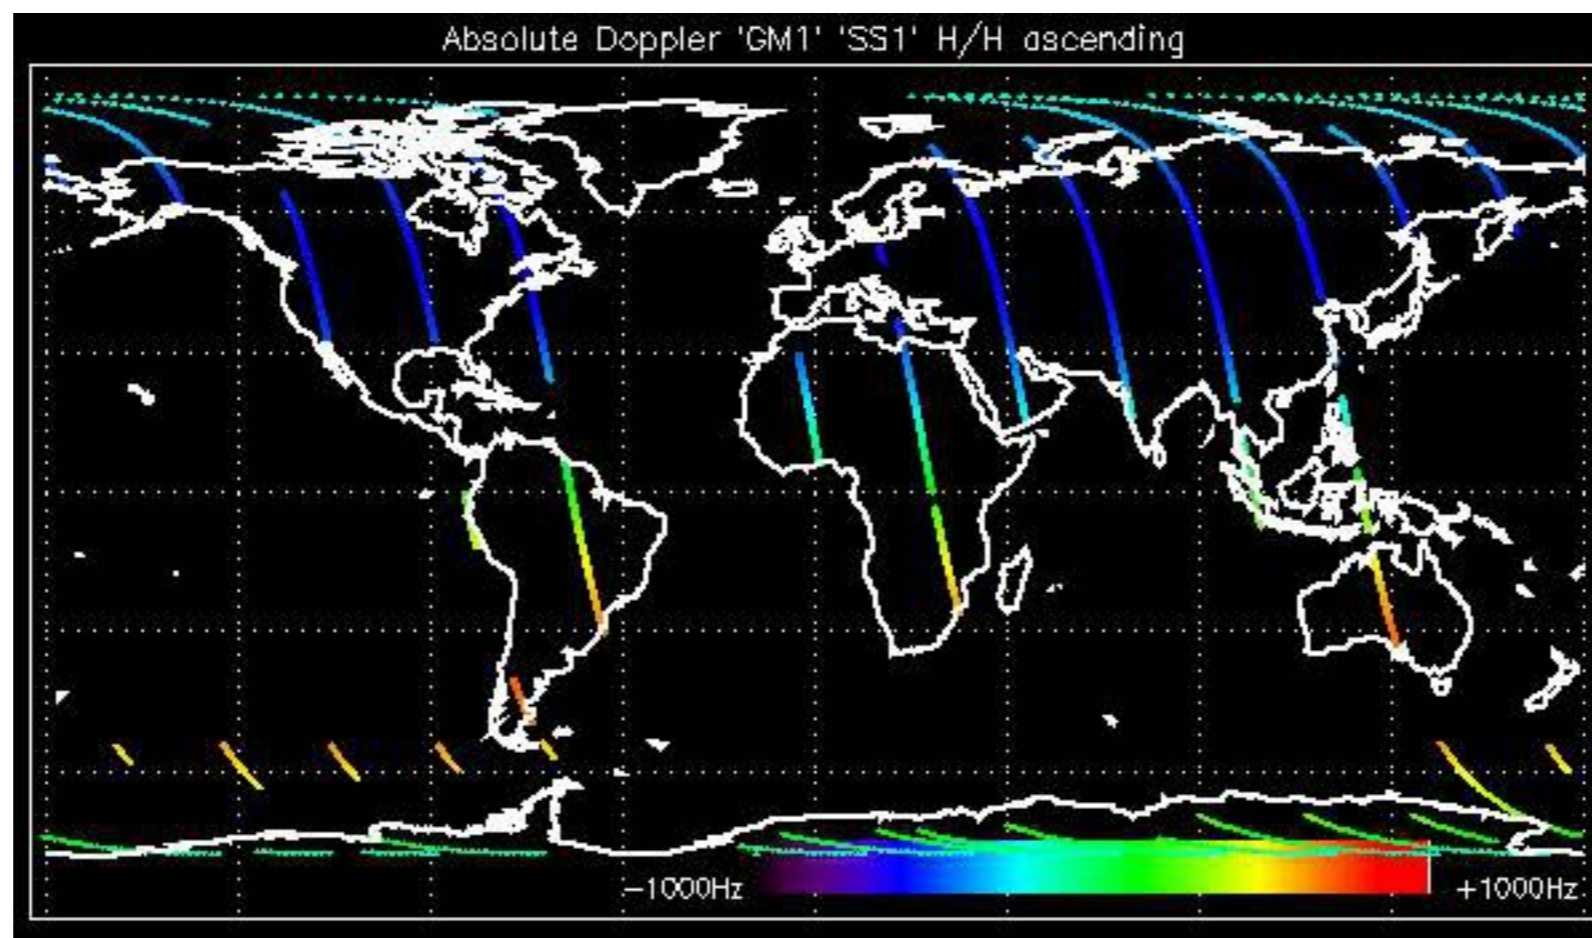 Absolute Doppler 'GM1' 'SS1' H/H ascending
−1000Hz
+1000Hz